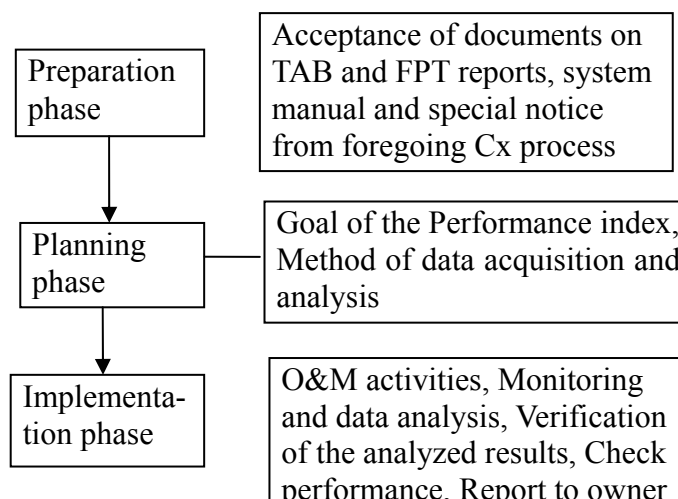 Preparation
phase
Acceptance of documents on
TAB and FPT reports, system
manual and special notice
from foregoing Cx process
Planning
phase
Goal of the Performance index,
Method of data acquisition and
analysis
Implementa-
tion phase
O&M activities, Monitoring
and data analysis, Verification
of the analyzed results, Check
performance, Report to owner